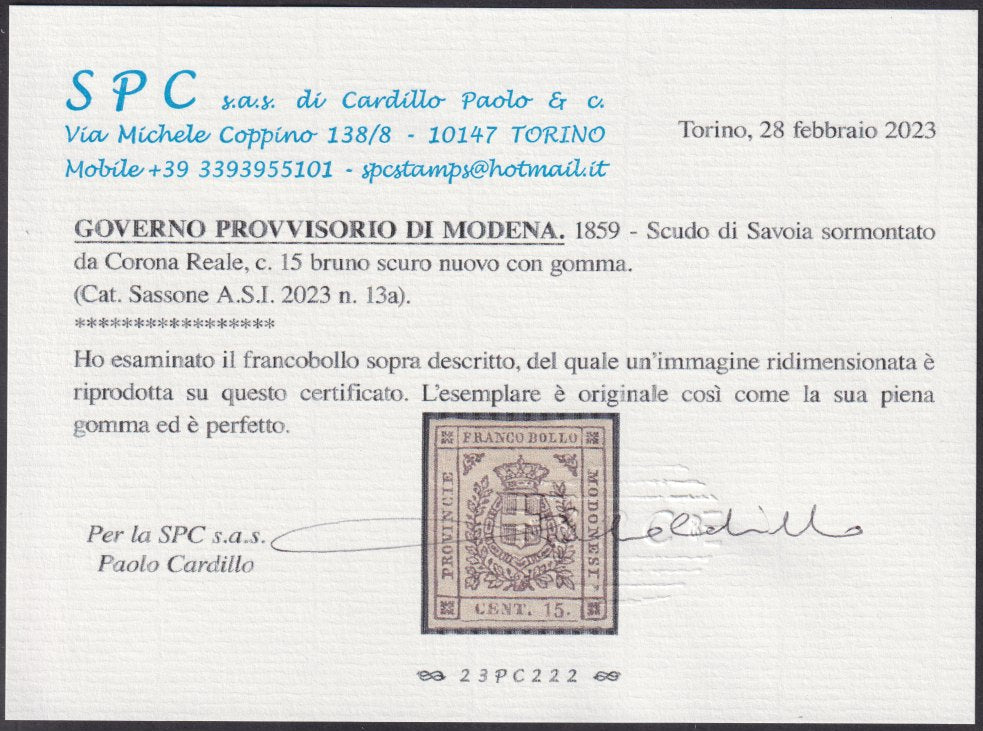 SPC s.a.s. di Cardillo Paolo & c.
Via Michele Coppino 138/8 - 10147 TORINO
Mobile +39 3393955101 - spcstamps@hotmail.it
Torino, 28 febbraio 2023
GOVERNO PROVVISORIO DI MODENA. 1859 - Scudo di Savoia sormontato
da Corona Reale, c. 15 bruno scuro nuovo con gomma.
(Cat. Sassone A.S.I. 2023 n. 13a).
*****************
Ho esaminato il francobollo sopra descritto, del quale un'immagine ridimensionata è
riprodotta su questo certificato. L'esemplare è originale così come la sua piena
gomma ed è perfetto.
FRANCO BOLLO
PROVINCIE
MODONESI
CENT. 15.
Per la SPC s.a.s.
Paolo Cardillo
23PC222